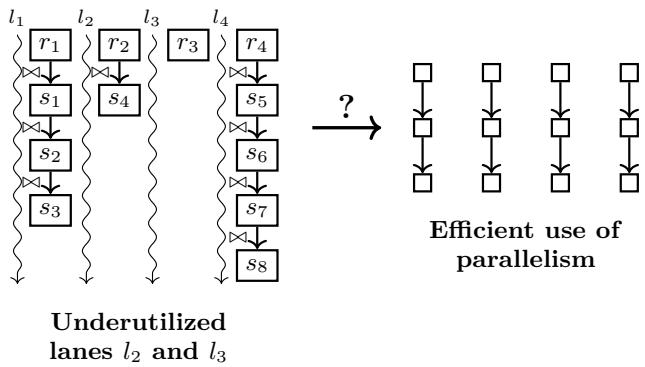 l₁ l₂ l₃ l₄
r₁ r₂ r₃ r₄
⋈ ⋈ ⋈
s₁ s₄ s₅
?
⋈ ⋈
s₂ s₆
⋈ ⋈
s₃ s₇
⋈
s₈
Efficient use of
parallelism
Underutilized
lanes l₂ and l₃